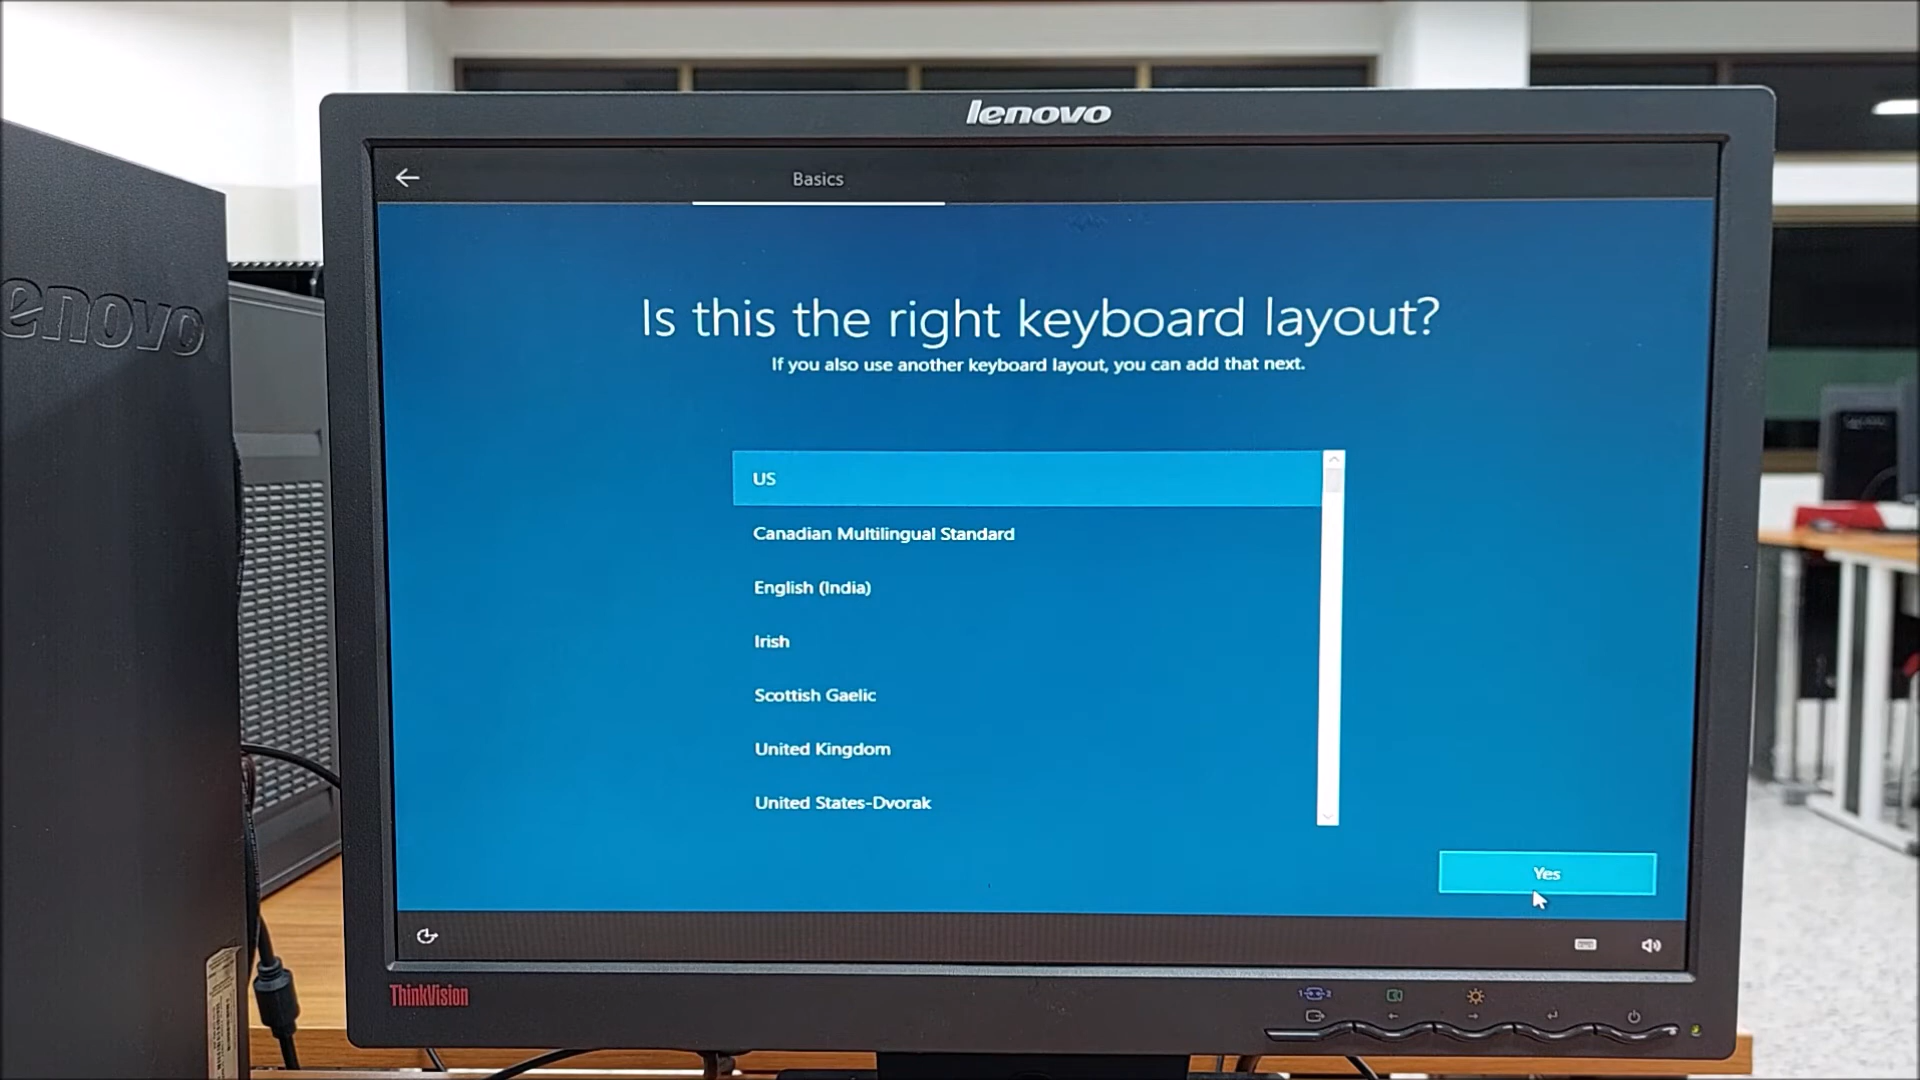 lenovo
Basics
enovo
Is this the right keyboard layout?
If you also use another keyboard layout, you can add that next.
US
Canadian Multilingual Standard
English (India)
Irish
Scottish Gaelic
United Kingdom
United States-Dvorak
Yes
ThinkVision